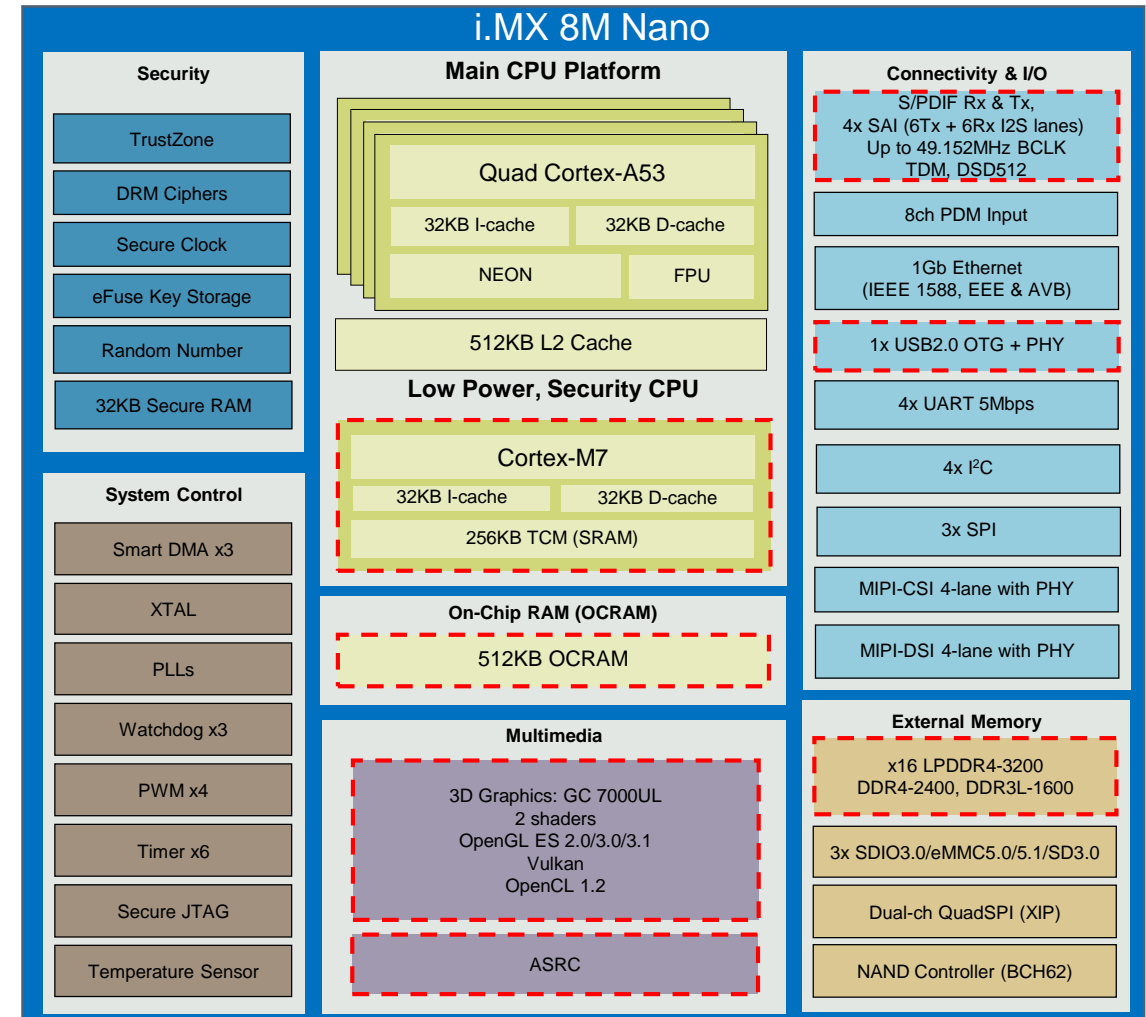 i.MX 8M Nano
Security
TrustZone
DRM Ciphers
Secure Clock
eFuse Key Storage
Random Number
32KB Secure RAM
System Control
Smart DMA x3
XTAL
PLLs
Watchdog x3
PWM x4
Timer x6
Secure JTAG
Temperature Sensor
Main CPU Platform
Quad Cortex-A53
32KB I-cache
32KB D-cache
NEON
FPU
512KB L2 Cache
Low Power, Security CPU
Cortex-M7
32KB I-cache
32KB D-cache
256KB TCM (SRAM)
On-Chip RAM (OCRAM)
512KB OCRAM
Multimedia
3D Graphics: GC 7000UL
2 shaders
OpenGL ES 2.0/3.0/3.1
Vulkan
OpenCL 1.2
ASRC
Connectivity & I/O
S/PDIF Rx & Tx,
4x SAI (6Tx + 6Rx I2S lanes)
Up to 49.152MHz BCLK
TDM, DSD512
8ch PDM Input
1Gb Ethernet
(IEEE 1588, EEE & AVB)
1x USB2.0 OTG + PHY
4x UART 5Mbps
4x I²C
3x SPI
MIPI-CSI 4-lane with PHY
MIPI-DSI 4-lane with PHY
External Memory
x16 LPDDR4-3200
DDR4-2400, DDR3L-1600
3x SDIO3.0/eMMC5.0/5.1/SD3.0
Dual-ch QuadSPI (XIP)
NAND Controller (BCH62)